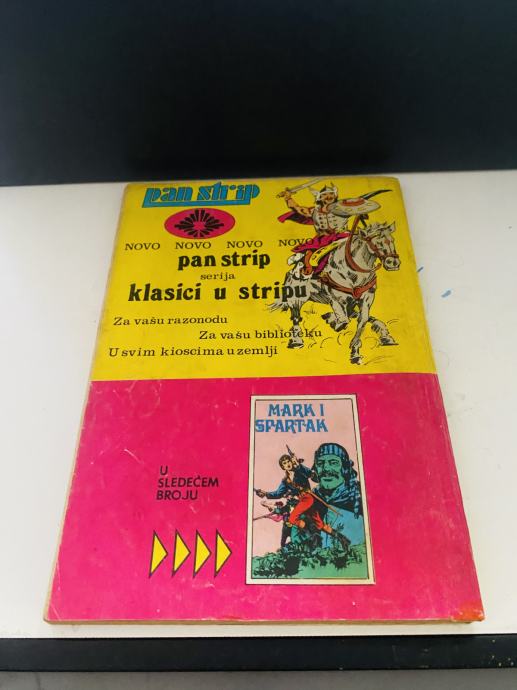 pan strip
NOVO NOVO NOVO NOVO
pan strip
serija
klasici u stripu
Za vašu razonodu
Za vašu biblioteku
U svim kioscima u zemlji
MARK I
SPARTAK
U
SLEDEĆEM
BROJU